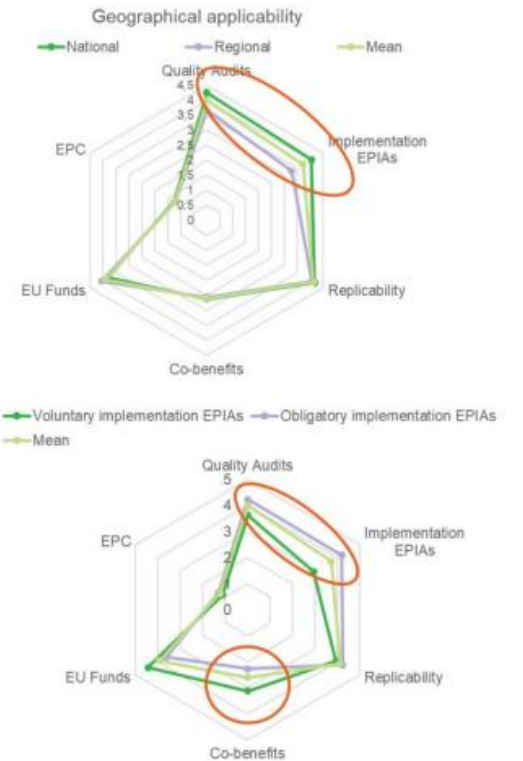 Geographical applicability
National Regional Mean
Quality Audits
4,5
4
3,5
3
2,5
2
1,5
1
0,5
0
Implementation
EPIAs
EPC
EU Funds
Replicability
Co-benefits
Voluntary implementation EPIAs Obligatory implementation EPIAs
Mean
Quality Audits
5
4
3
2
1
0
Implementation
EPIAs
EPC
EU Funds
Replicability
Co-benefits